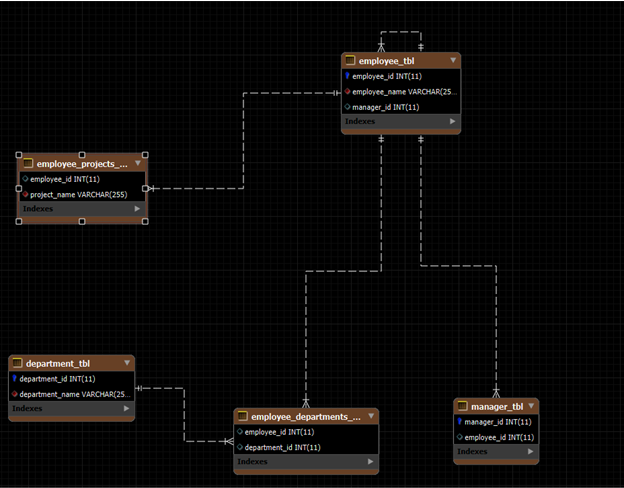 employee_tbl
employee_id INT(11)
employee_name VARCHAR(25...
manager_id INT(11)
Indexes
employee_projects_...
employee_id INT(11)
project_name VARCHAR(255)
Indexes
department_tbl
department_id INT(11)
department_name VARCHAR(25...
Indexes
employee_departments_...
employee_id INT(11)
department_id INT(11)
Indexes
manager_tbl
manager_id INT(11)
employee_id INT(11)
Indexes